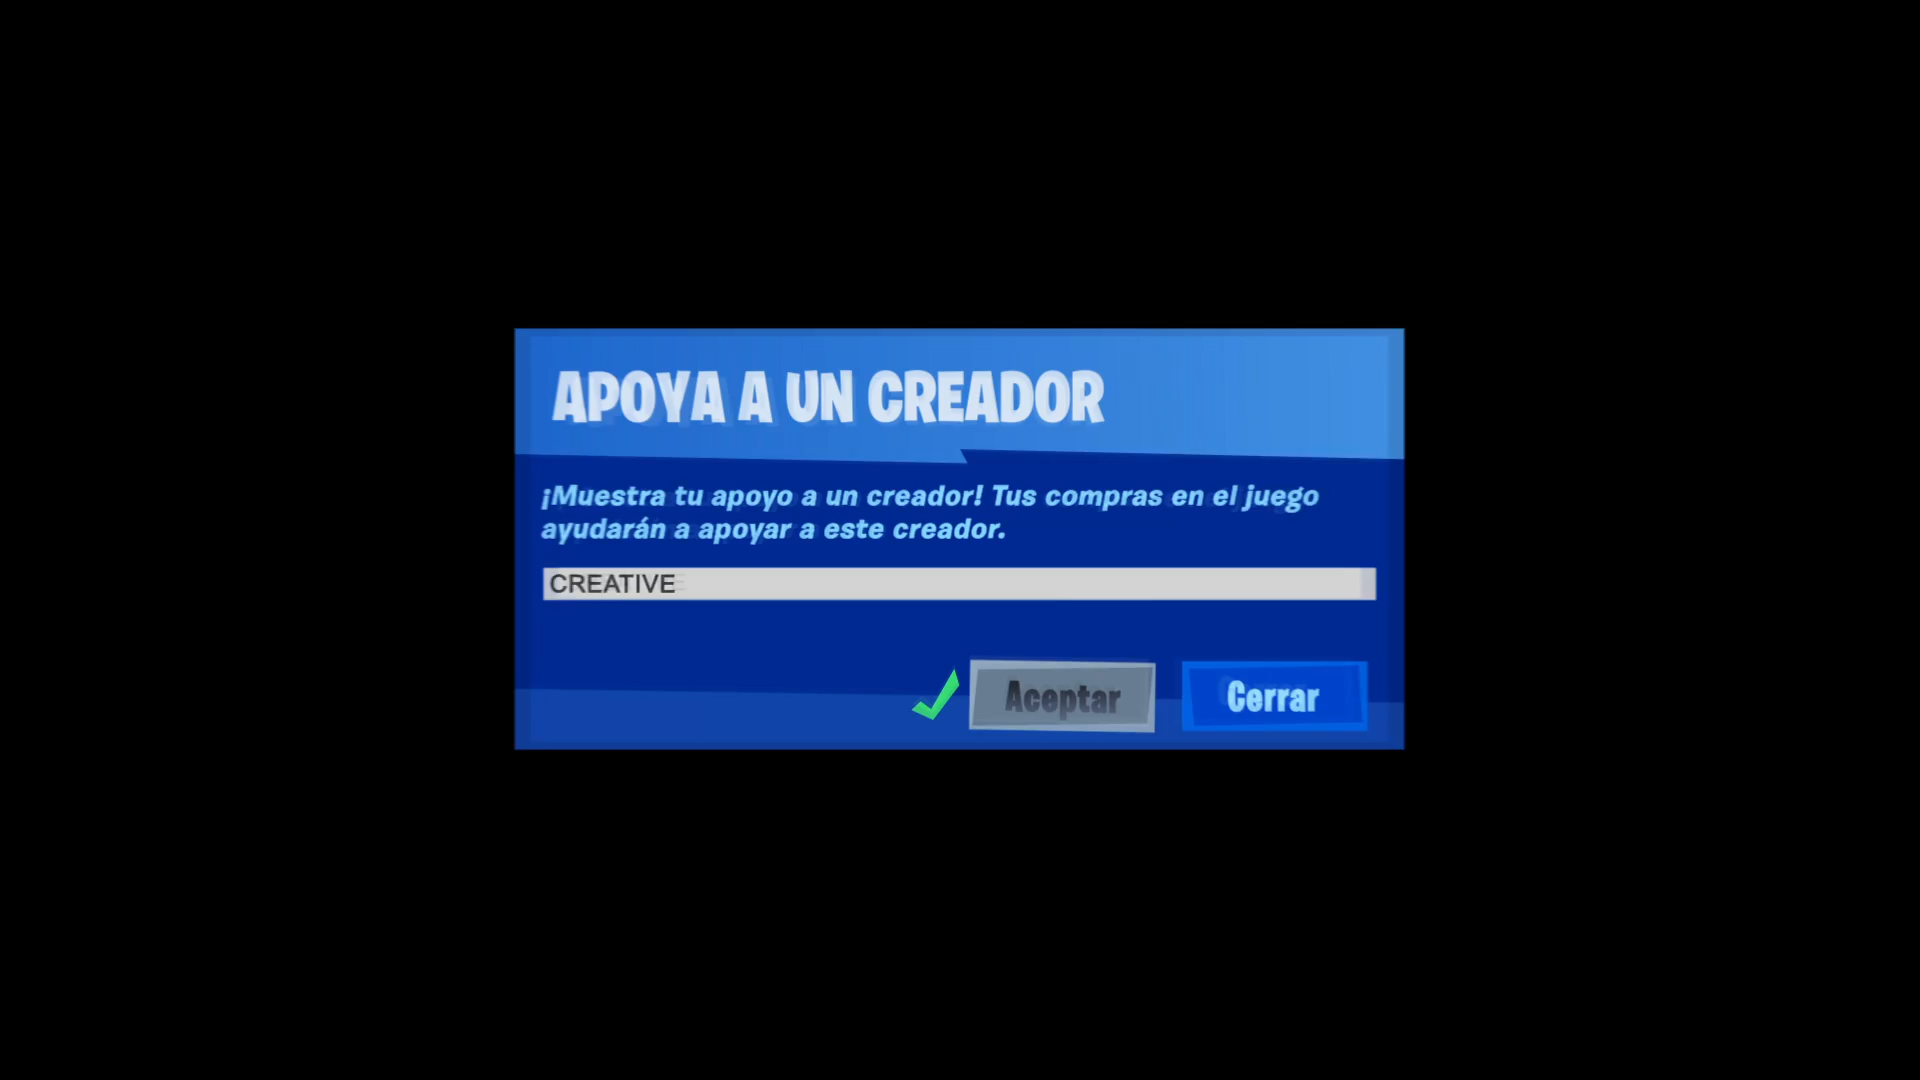 APOYA A UN CREADOR
¡Muestra tu apoyo a un creador! Tus compras en el juego
ayudarán a apoyar a este creador.
CREATIVE
Aceptar
Cerrar